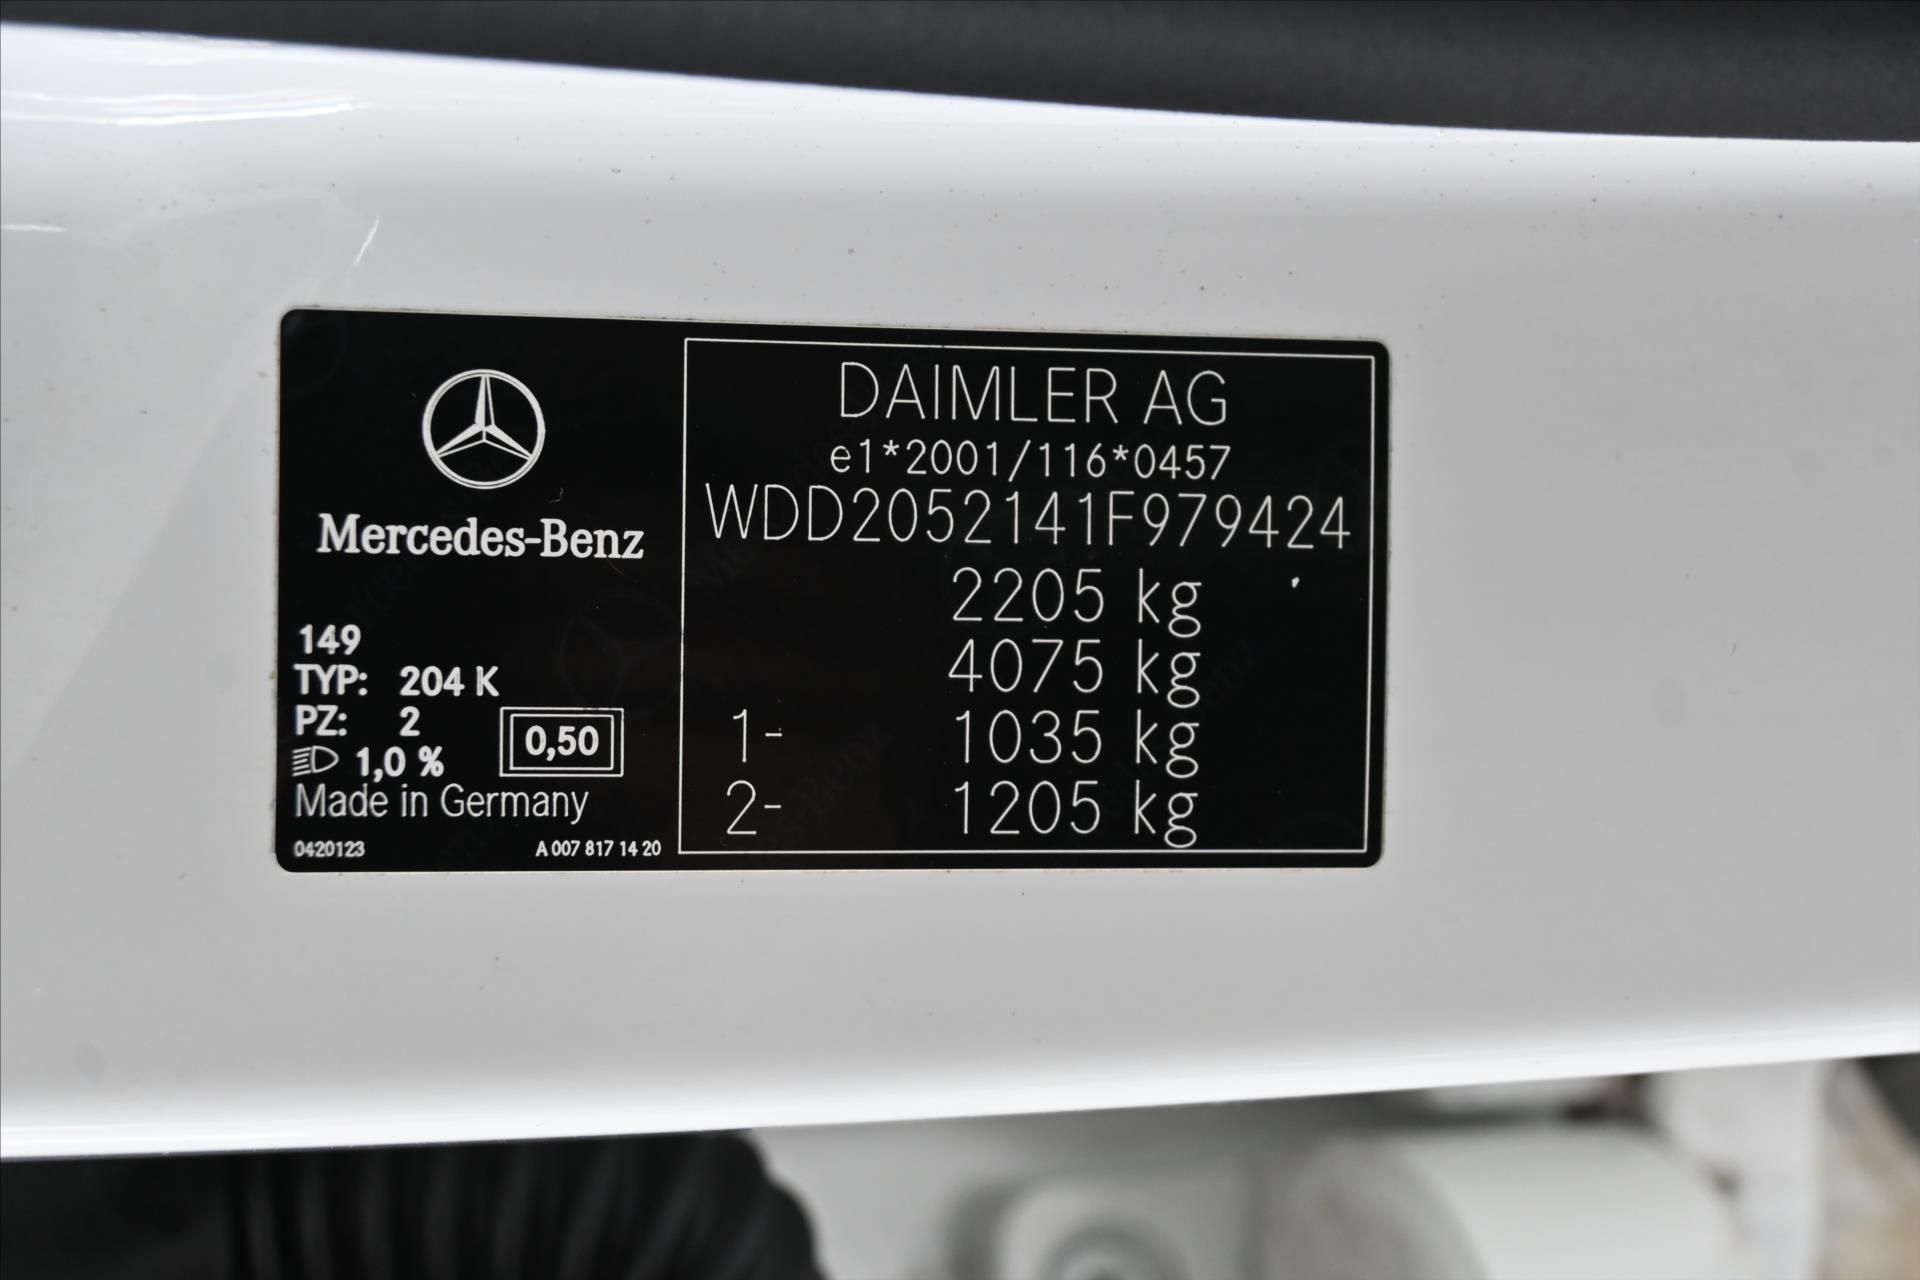 Mercedes-Benz
149
TYP: 204 K
PZ: 2
1,0 % 0,50
Made in Germany
0420123 A 007 817 14 20
DAIMLER AG
e1*2001/116*0457
WDD2052141F979424
2205 kg
4075 kg
1- 1035 kg
2- 1205 kg